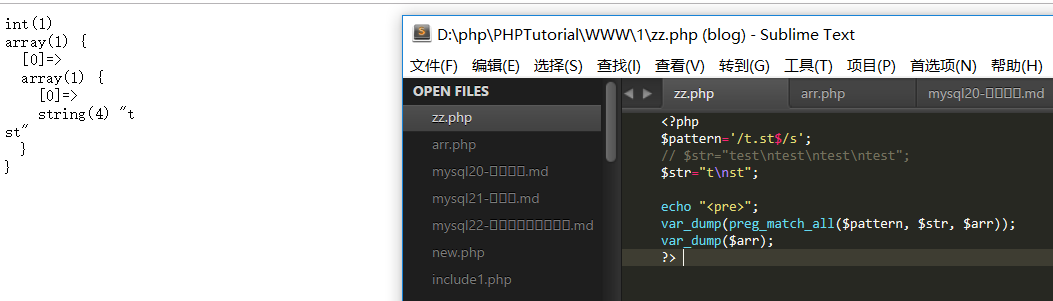 int(1)
array(1) {
[0]=>
array(1) {
[0]=>
string(4) "t
st"
}
}
D:\php\PHPTutorial\WWW\1\zz.php (blog) - Sublime Text
文件(F) 编辑(E) 选择(S) 查找(I) 查看(V) 转到(G) 工具(T) 项目(P) 首选项(N) 帮助(H)
OPEN FILES
zz.php
arr.php
mysql20-□□□□.md
mysql21-□□□.md
mysql22-□□□□□□□□□.md
new.php
include1.php
zz.php arr.php mysql20-□□□□.md
<?php
$pattern='/t.st$/s';
// $str="test\ntest\ntest\ntest";
$str="t\nst";
echo "<pre>";
var_dump(preg_match_all($pattern, $str, $arr));
var_dump($arr);
?>